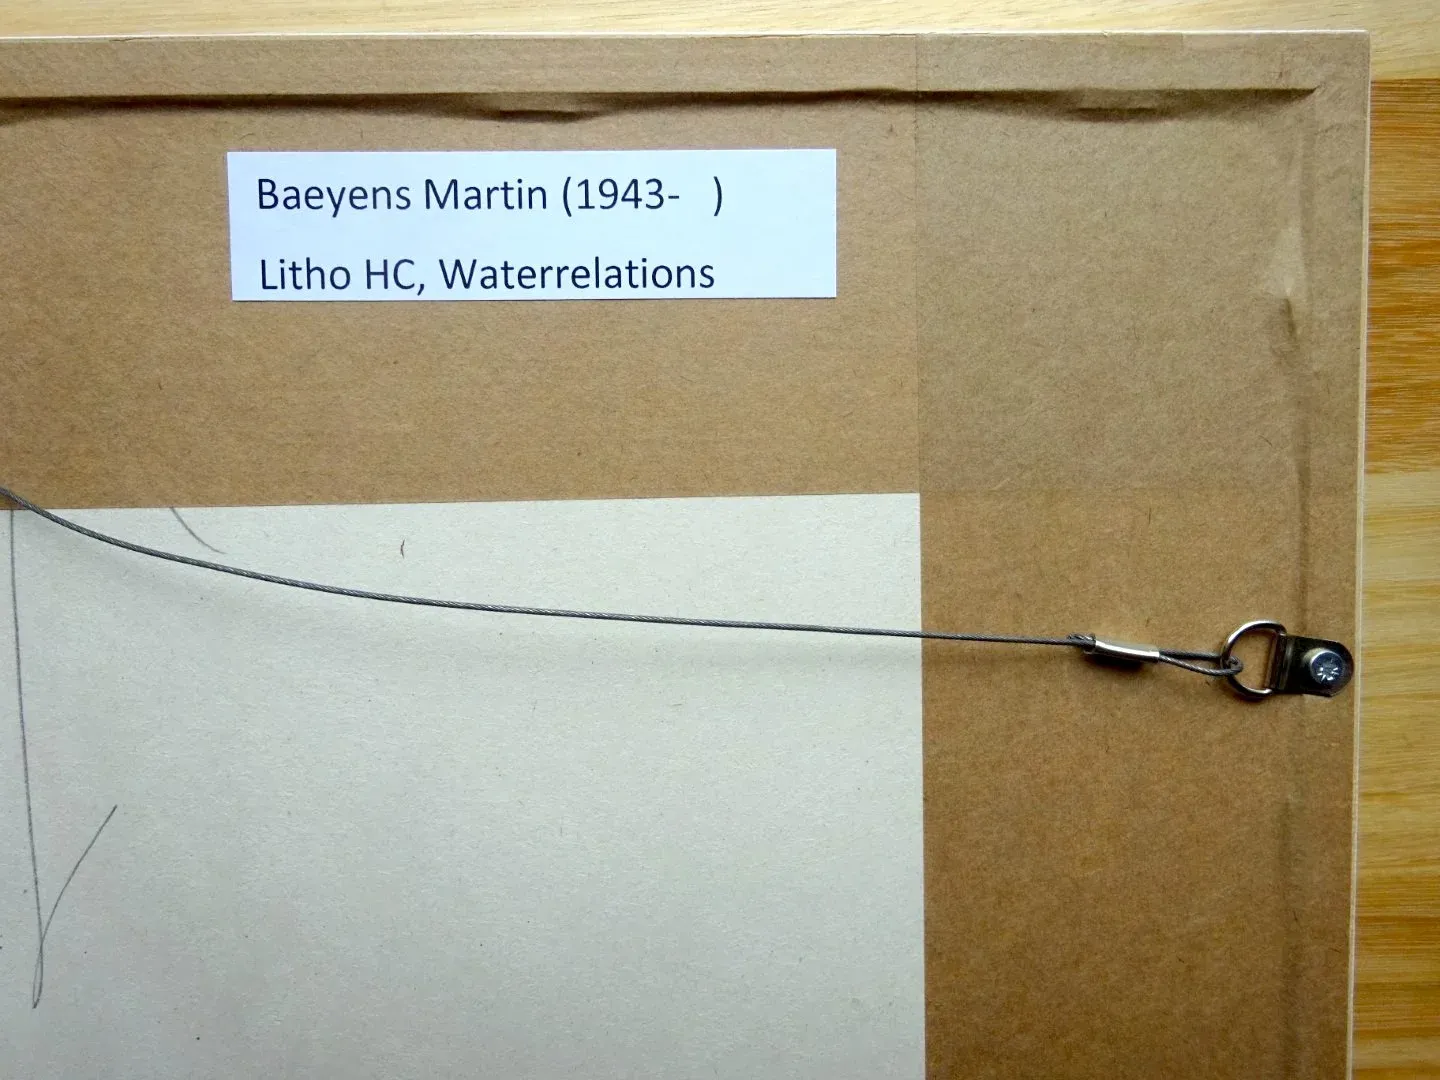 Baeyens Martin (1943-   )
Litho HC, Waterrelations